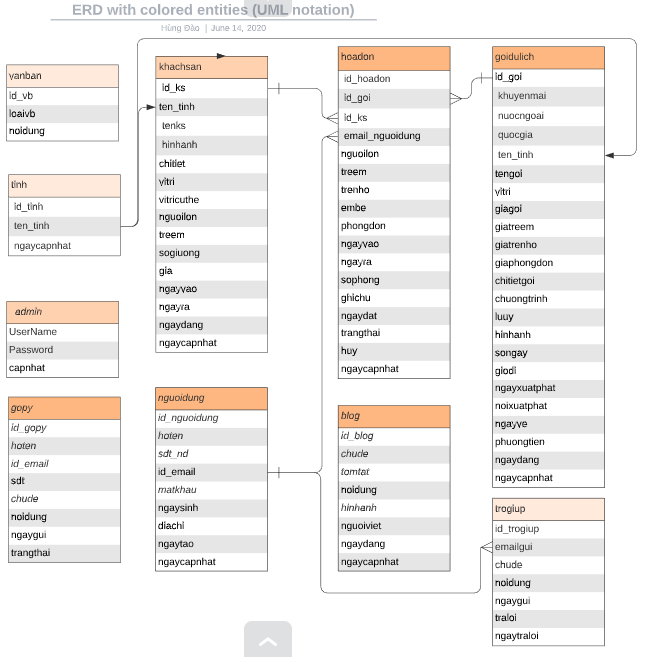 ERD with colored entities (UML notation)
Hùng Đào | June 14, 2020
vanban
id_vb
loaivb
noidung
tinh
id_tinh
ten_tinh
ngaycapnhat
admin
UserName
Password
capnhat
gopy
id_gopy
hoten
id_email
sdt
chude
noidung
ngaygui
trangthai
khachsan
id_ks
ten_tinh
tenks
hinhanh
chitiet
vitri
vitricuthe
nguoilon
treem
sogiuong
gia
ngayvao
ngayra
ngaydang
ngaycapnhat
nguoidung
id_nguoidung
hoten
sdt_nd
id_email
matkhau
ngaysinh
diachi
ngaytao
ngaycapnhat
hoadon
id_hoadon
id_goi
id_ks
email_nguoidung
nguoilon
treem
trenho
embe
phongdon
ngayvao
ngayra
sophong
ghichu
ngaydat
trangthai
huy
ngaycapnhat
blog
id_blog
chude
tomtat
noidung
hinhanh
nguoiviet
ngaydang
ngaycapnhat
goidulich
id_goi
khuyenmai
nuocngoai
quocgia
ten_tinh
tengoi
vitri
giagoi
giatreem
giatrenho
giaphongdon
chitietgoi
chuongtrinh
luuy
hinhanh
songay
giodi
ngayxuatphat
noixuatphat
ngayve
phuongtien
ngaydang
ngaycapnhat
trogiup
id_trogiup
emailgui
chude
noidung
ngaygui
traloi
ngaytraloi